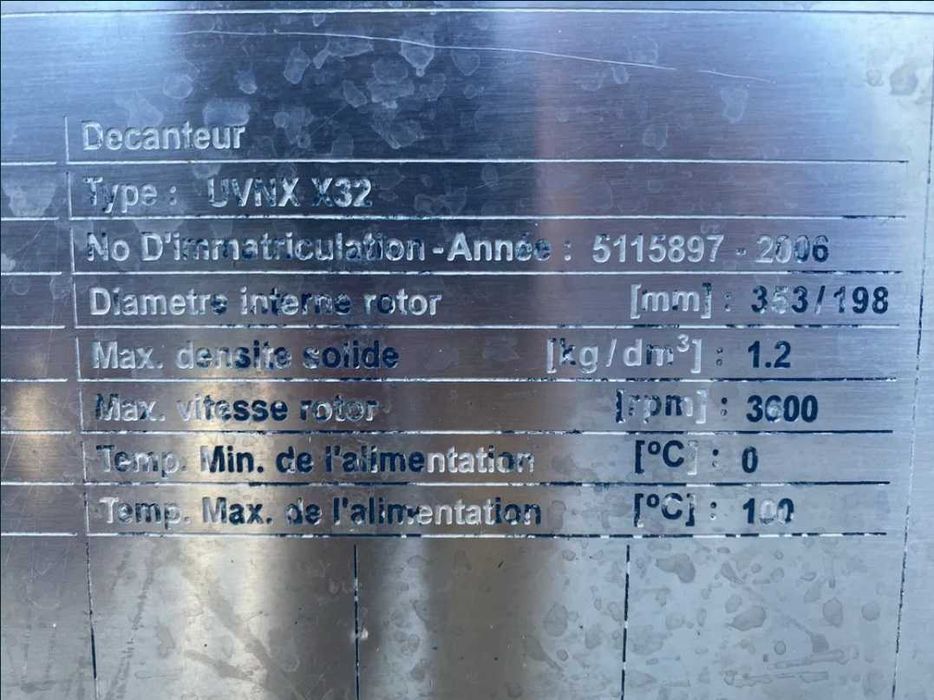 Decanteur
Type : UVNX X32
No D'immatriculation - Année : 5115897 - 2006
Diametre interne rotor [mm] : 353/198
Max. densite solide [kg/dm³] : 1.2
Max. vitesse rotor [rpm] : 3600
Temp. Min. de l'alimentation [°C] : 0
Temp. Max. de l'alimentation [°C] : 100